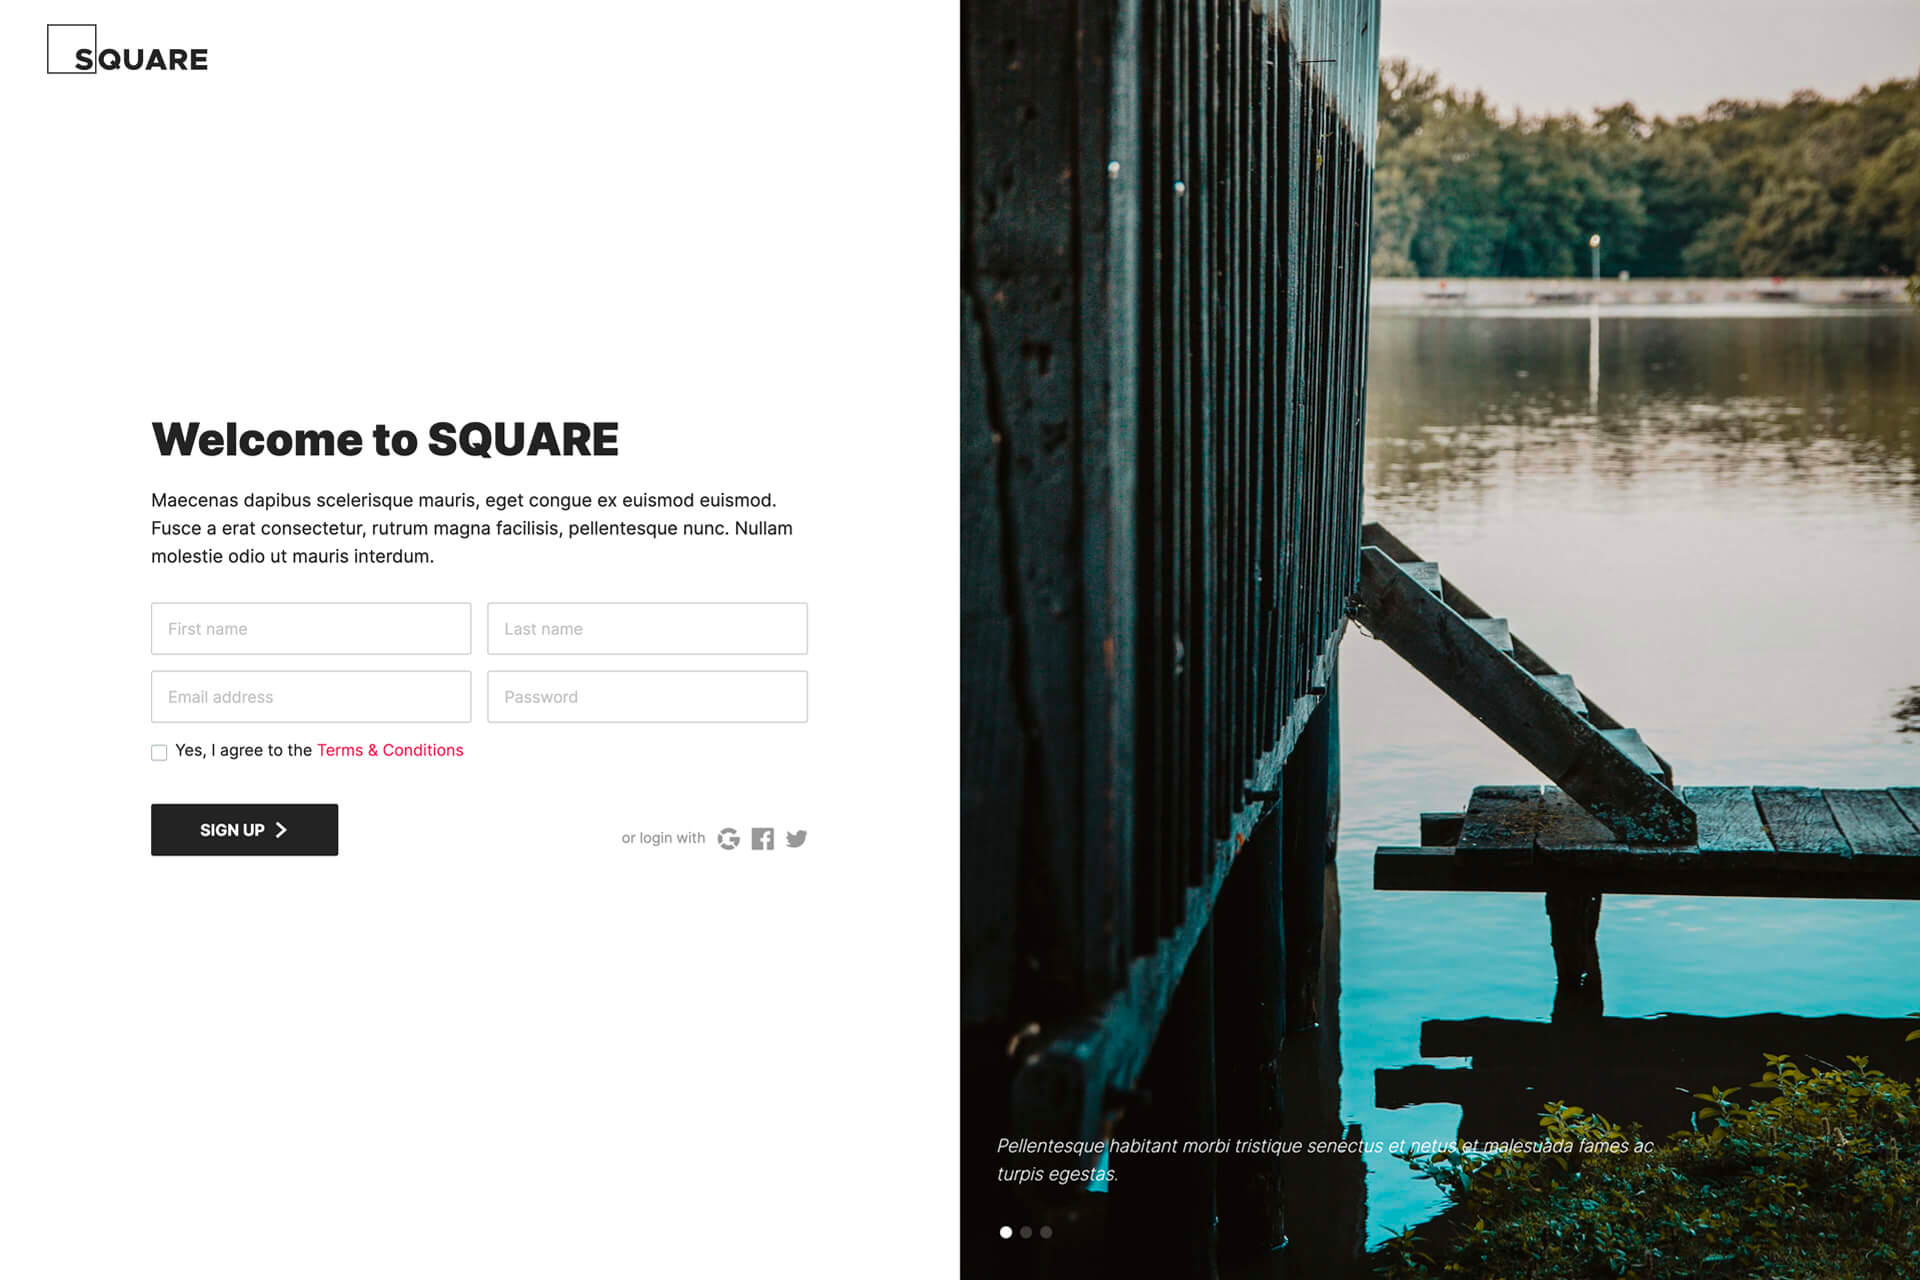 SQUARE
Welcome to SQUARE
Maecenas dapibus scelerisque mauris, eget congue ex euismod euismod.
Fusce a erat consectetur, rutrum magna facilisis, pellentesque nunc. Nullam
molestie odio ut mauris interdum.
First name
Last name
Email address
Password
Yes, I agree to the Terms & Conditions
SIGN UP
or login with
Pellentesque habitant morbi tristique senectus et netus et malesuada fames ac
turpis egestas.